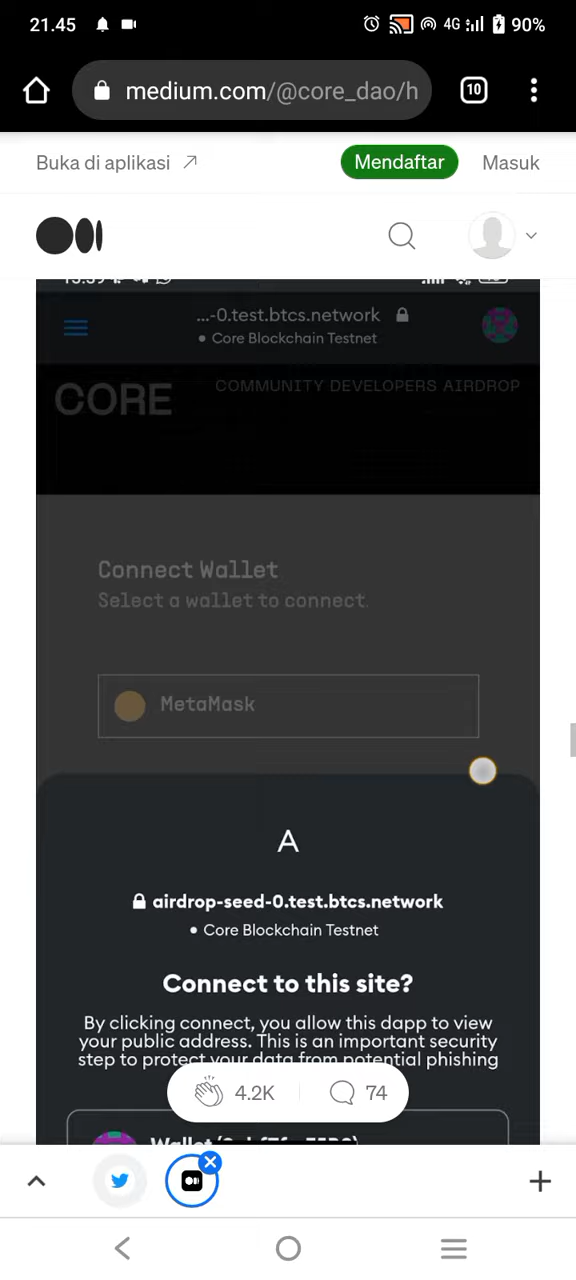 21.45
4G
90%
medium.com/@core_dao/h
10
Buka di aplikasi
Mendaftar
Masuk
...-0.test.btcs.network
Core Blockchain Testnet
CORE
COMMUNITY DEVELOPERS AIRDROP
Connect Wallet
Select a wallet to connect.
MetaMask
A
airdrop-seed-0.test.btcs.network
Core Blockchain Testnet
Connect to this site?
By clicking connect, you allow this dapp to view
your public address. This is an important security
step to protect your data from potential phishing
4.2K
74